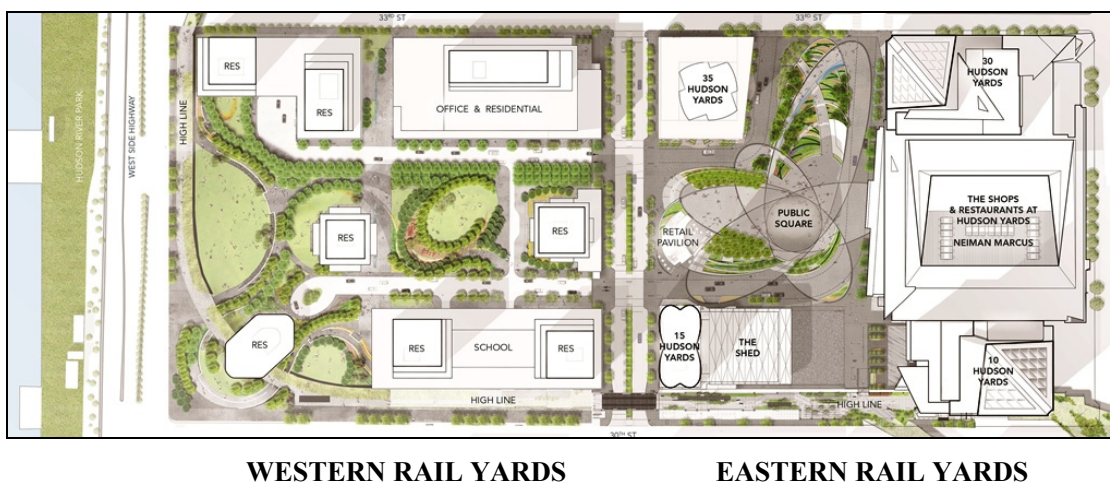 33RD ST
33RD ST
HUDSON RIVER PARK
WEST SIDE HIGHWAY
HIGH LINE
RES
RES
OFFICE & RESIDENTIAL
35
HUDSON
YARDS
30
HUDSON
YARDS
RES
RES
RETAIL
PAVILION
PUBLIC
SQUARE
THE SHOPS
& RESTAURANTS AT
HUDSON YARDS
NEIMAN MARCUS
RES
RES
SCHOOL
RES
15
HUDSON
YARDS
THE
SHED
10
HUDSON
YARDS
HIGH LINE
HIGH LINE
30TH ST
WESTERN RAIL YARDS
EASTERN RAIL YARDS